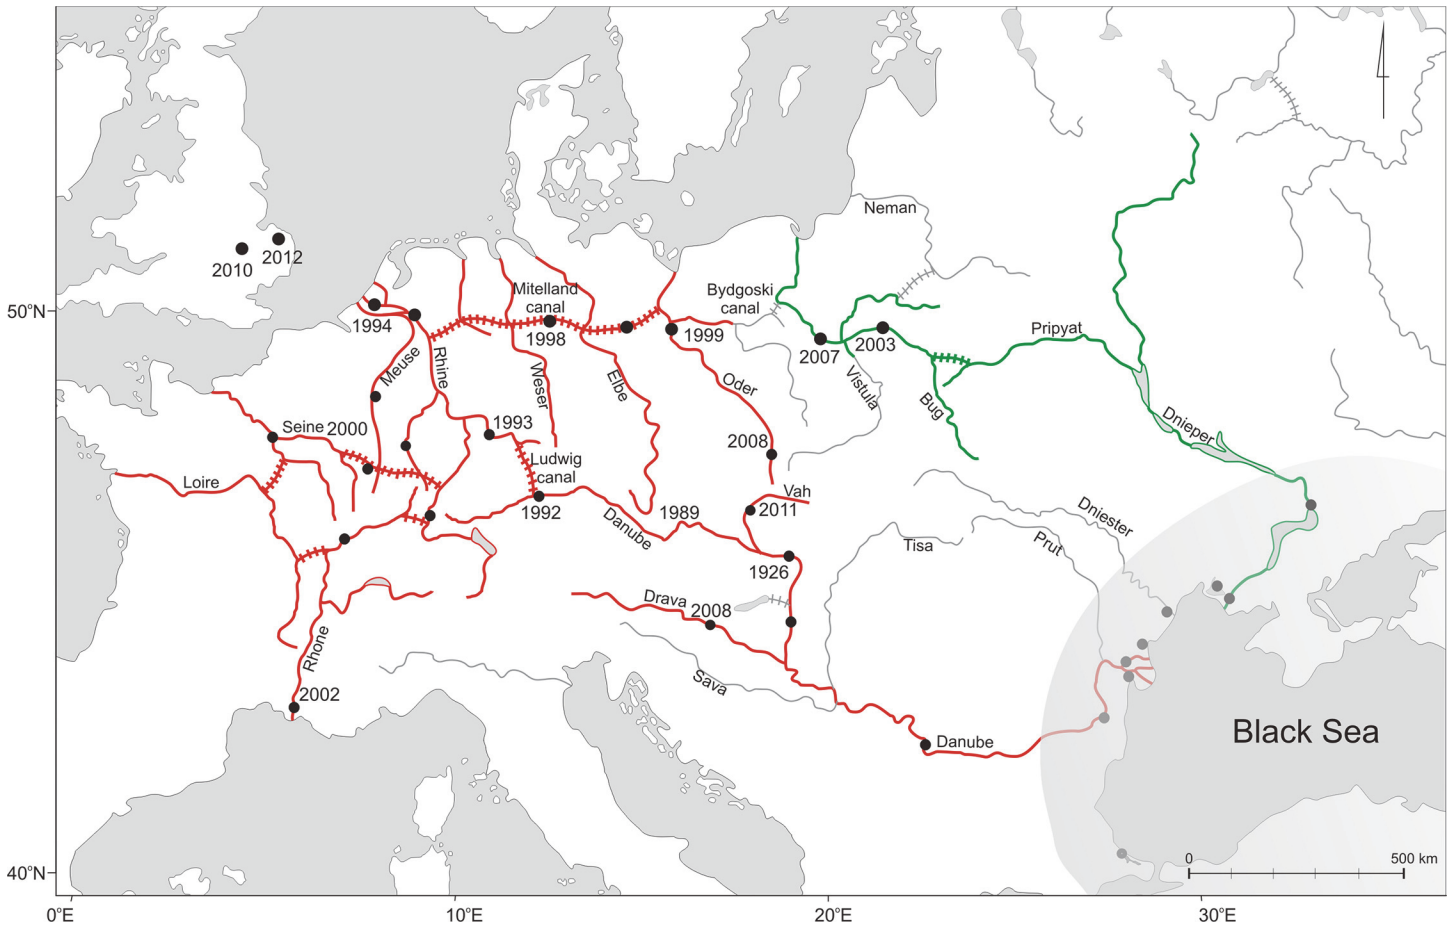 Neman
2012
2010
Mitelland
canal
Bydgoski
canal
50°N
1994
1998
1999
2007
2003
Pripyat
Meuse
Rhine
Weser
Elbe
Oder
Vistula
Bug
Dnieper
Seine
2000
1993
2008
Ludwig
canal
Loire
Vah
1992
1989
2011
Danube
Dniester
Tisa
Prut
1926
Drava
2008
Rhone
Sava
2002
Danube
Black Sea
0
500 km
40°N
0°E
10°E
20°E
30°E